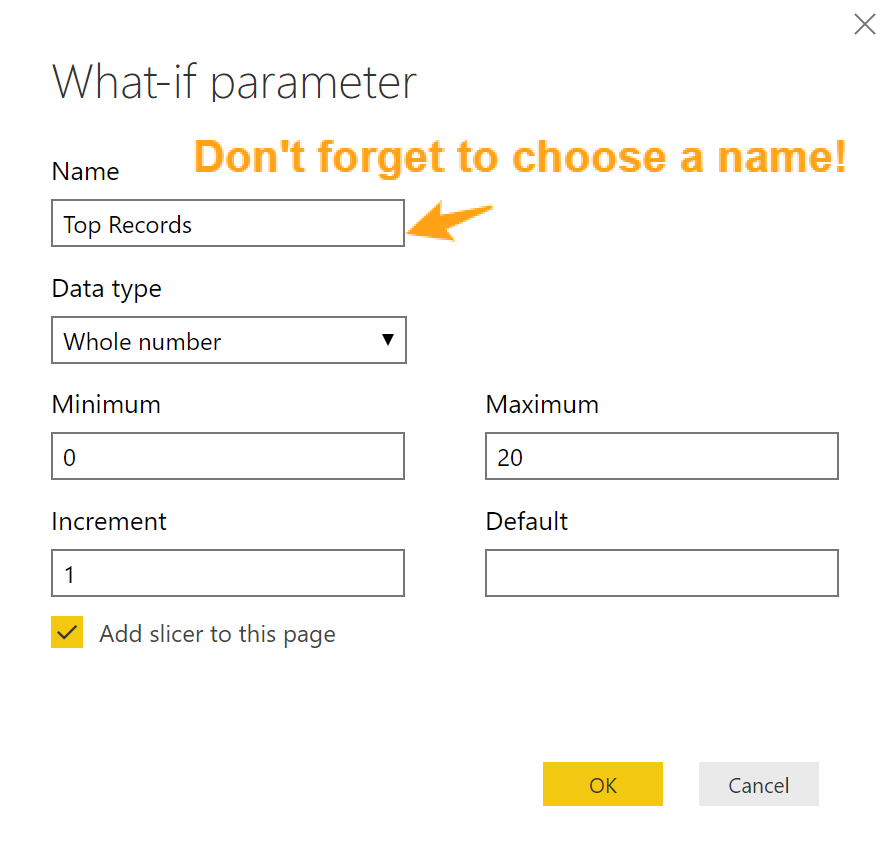 What-if parameter
Don't forget to choose a name!
Name
Top Records
Data type
Whole number
Minimum
Maximum
0
20
Increment
Default
1
Add slicer to this page
OK
Cancel